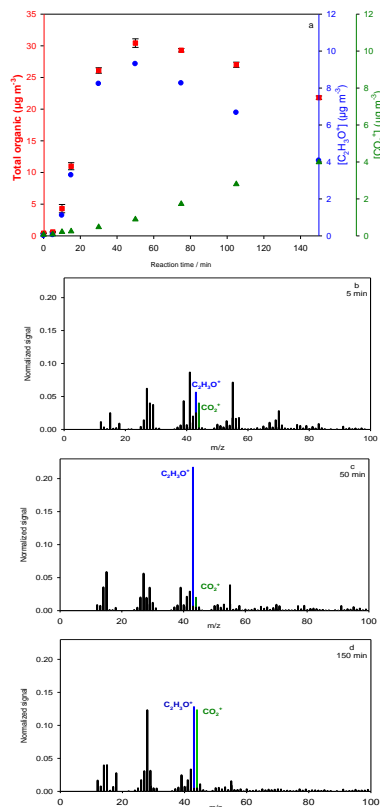 a
35
30
25
20
15
10
5
0
12
10
8
6
4
2
0
12
10
8
6
4
2
0
Total organic (µg m-3)
[C2H3O+] (µg m-3)
[CO2+] (µg m-3)
0 20 40 60 80 100 120 140
Reaction time / min
b
5 min
0.20
0.15
0.10
0.05
0.00
Normalized signal
C2H3O+
CO2+
0 20 40 60 80 100
m/z
c
50 min
0.20
0.15
0.10
0.05
0.00
Normalized signal
C2H3O+
CO2+
0 20 40 60 80 100
m/z
d
150 min
0.20
0.15
0.10
0.05
0.00
Normalized signal
C2H3O+
CO2+
0 20 40 60 80 100